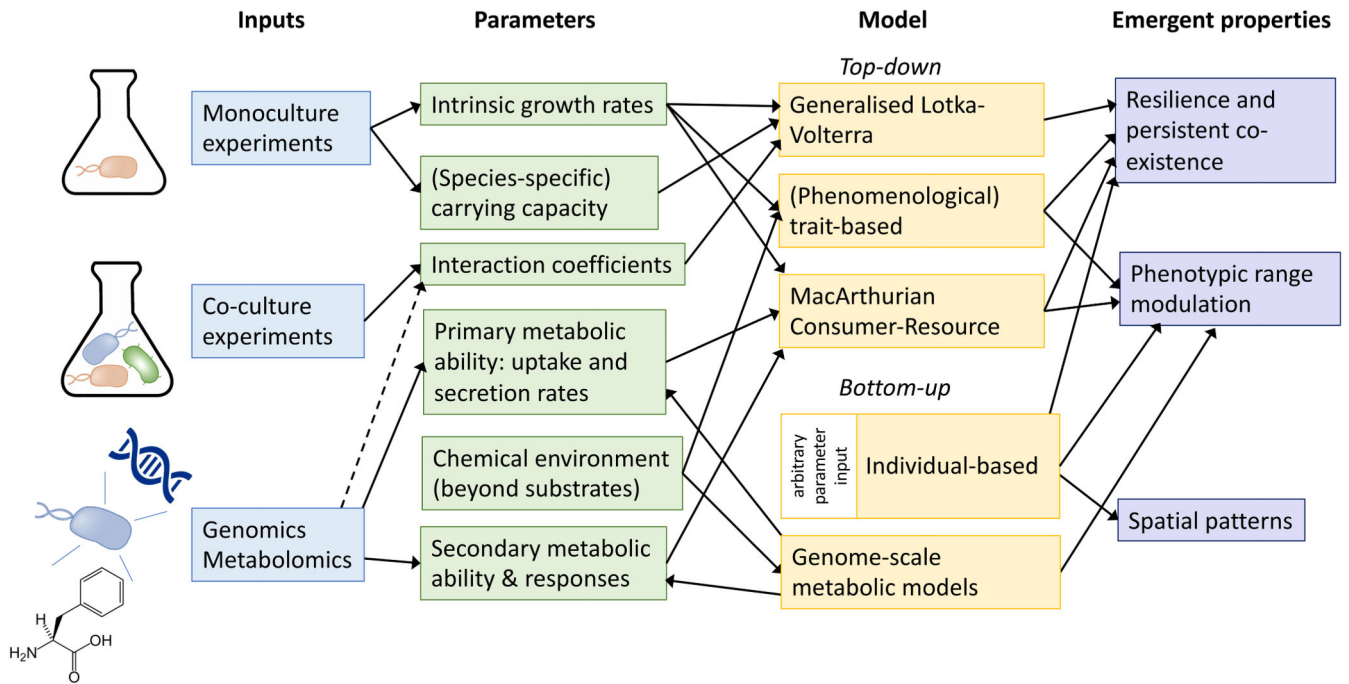 Inputs
Parameters
Model
Emergent properties
Top-down
Monoculture
experiments
Intrinsic growth rates
Generalised Lotka-
Volterra
Resilience and
persistent co-
existence
(Species-specific)
carrying capacity
(Phenomenological)
trait-based
Interaction coefficients
Co-culture
experiments
MacArthurian
Consumer-Resource
Phenotypic range
modulation
Primary metabolic
ability: uptake and
secretion rates
Bottom-up
arbitrary
parameter
input
Individual-based
Chemical environment
(beyond substrates)
Spatial patterns
Genomics
Metabolomics
Secondary metabolic
ability & responses
Genome-scale
metabolic models
H
H₂N
OH
O